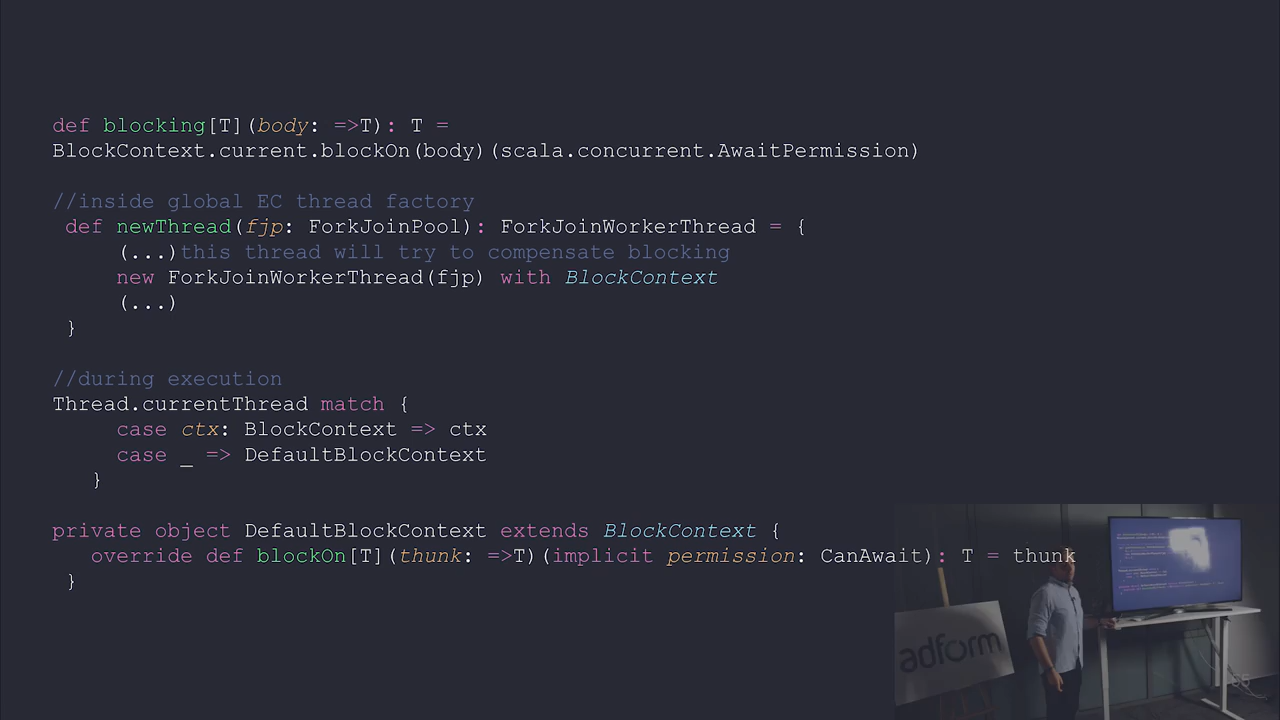 def blocking[T](body: =>T): T =
BlockContext.current.blockOn(body)(scala.concurrent.AwaitPermission)
//inside global EC thread factory
def newThread(fjp: ForkJoinPool): ForkJoinWorkerThread = {
(...)this thread will try to compensate blocking
new ForkJoinWorkerThread(fjp) with BlockContext
(...)
}
//during execution
Thread.currentThread match {
case ctx: BlockContext => ctx
case _ => DefaultBlockContext
}
private object DefaultBlockContext extends BlockContext {
override def blockOn[T](thunk: =>T)(implicit permission: CanAwait): T = thunk
}
adform